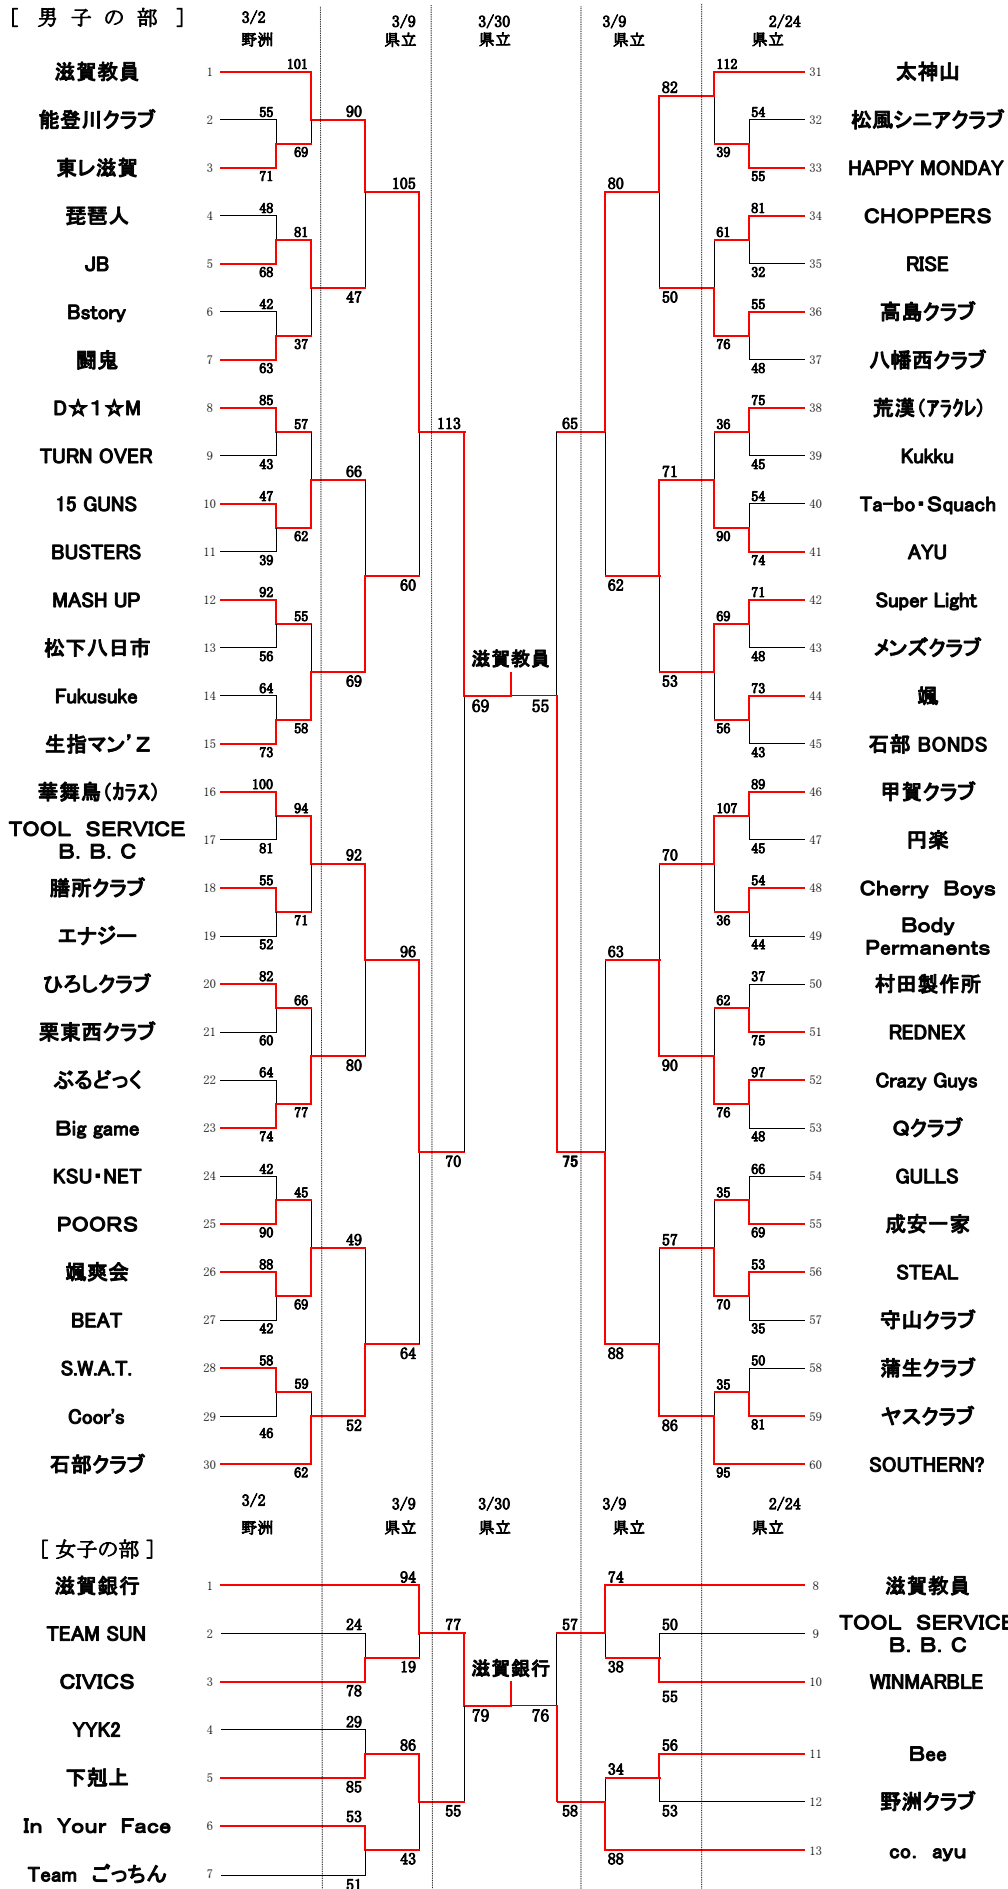 [ 男 子 の 部 ]
3/2
野洲
3/9
県立
3/30
県立
3/9
県立
2/24
県立
滋賀教員 1 101
能登川クラブ 2 55
69
東レ滋賀 3 71
90
琵琶人 4 48
81
JB 5 68
105
Bstory 6 42
37
闘鬼 7 63
47
D☆1☆M 8 85
57
TURN OVER 9 43
66
15 GUNS 10 47
62
BUSTERS 11 39
113
MASH UP 12 92
55
松下八日市 13 56
60
Fukusuke 14 64
58
生指マン'Z 15 73
69
華舞鳥(カラス) 16 100
94
TOOL SERVICE
B. B. C 17 81
92
膳所クラブ 18 55
71
エナジー 19 52
96
ひろしクラブ 20 82
66
栗東西クラブ 21 60
80
ぶるどっく 22 64
77
Big game 23 74
70
KSU・NET 24 42
45
POORS 25 90
49
颯爽会 26 88
69
BEAT 27 42
64
S.W.A.T. 28 58
59
Coor's 29 46
52
石部クラブ 30 62
滋賀教員
69 55
112 31 太神山
82
54 32 松風シニアクラブ
39
55 33 HAPPY MONDAY
80
81 34 CHOPPERS
61
32 35 RISE
50
55 36 高島クラブ
76
48 37 八幡西クラブ
65
75 38 荒漢(アラクレ)
36
45 39 Kukku
71
54 40 Ta-bo・Squach
90
74 41 AYU
62
71 42 Super Light
69
48 43 メンズクラブ
53
73 44 颯
56
43 45 石部 BONDS
89 46 甲賀クラブ
107
45 47 円楽
70
54 48 Cherry Boys
36
44 49 Body
Permanents
63
37 50 村田製作所
62
75 51 REDNEX
90
97 52 Crazy Guys
76
48 53 Qクラブ
75
66 54 GULLS
35
69 55 成安一家
57
53 56 STEAL
70
35 57 守山クラブ
88
50 58 蒲生クラブ
35
81 59 ヤスクラブ
86
95 60 SOUTHERN?
3/2
野洲
3/9
県立
3/30
県立
3/9
県立
2/24
県立
[ 女子の部 ]
滋賀銀行 1 94
TEAM SUN 2 24
77
19
CIVICS 3 78
YYK2 4 29
86
下剋上 5 85
55
In Your Face 6 53
43
Team ごっちん 7 51
滋賀銀行
79 76
74 8 滋賀教員
57
50 9 TOOL SERVICE
B. B. C
38
55 10 WINMARBLE
56 11 Bee
34
53 12 野洲クラブ
58
88 13 co. ayu